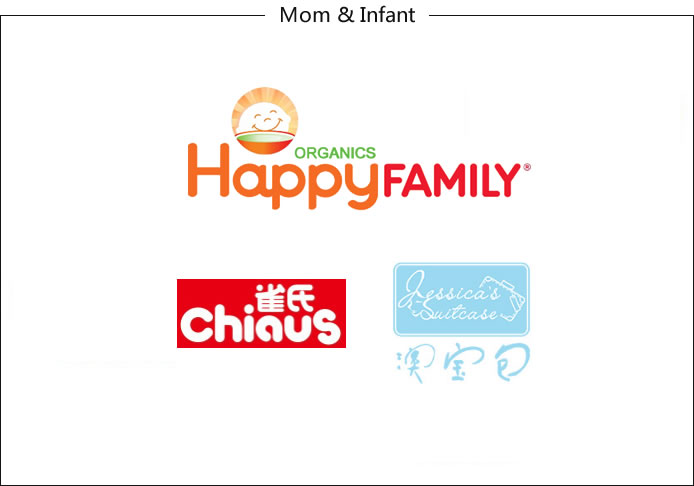 Mom & Infant
ORGANICS
HappyFAMILY®
雀氏
Chiaus
Jessica's
Suitcase
澳宝包